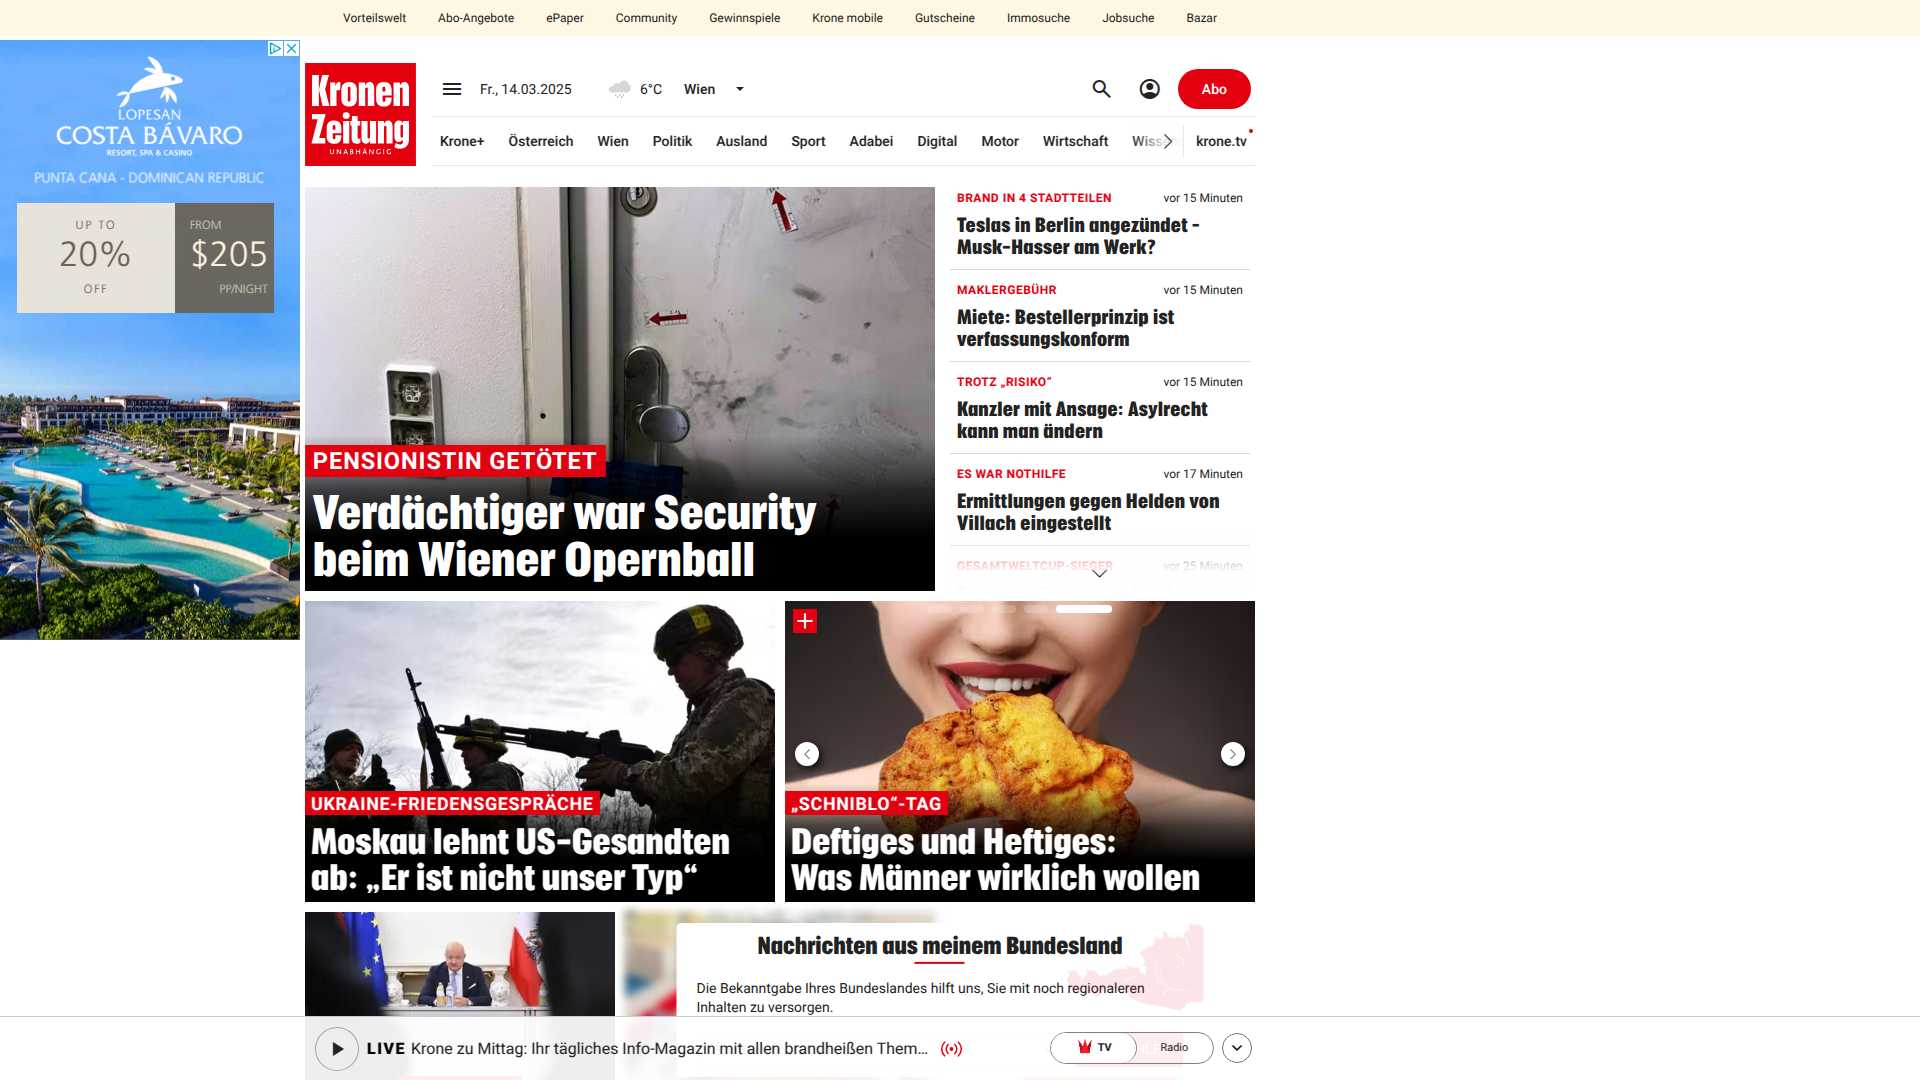 Vorteilswelt Abo-Angebote ePaper Community Gewinnspiele Krone mobile Gutscheine Immosuche Jobsuche Bazar
LOPESAN
COSTA BÁVARO
RESORT, SPA & CASINO
PUNTA CANA - DOMINICAN REPUBLIC
UP TO
20%
OFF
FROM
$205
PP/NIGHT
Kronen
Zeitung
UNABHÄNGIG
Fr., 14.03.2025 6°C Wien
Abo
Krone+ Österreich Wien Politik Ausland Sport Adabei Digital Motor Wirtschaft krone.tv
PENSIONISTIN GETÖTET
Verdächtiger war Security
beim Wiener Opernball
BRAND IN 4 STADTTEILEN vor 15 Minuten
Teslas in Berlin angezündet -
Musk-Hasser am Werk?
MAKLERGEBÜHR vor 15 Minuten
Miete: Bestellerprinzip ist
verfassungskonform
TROTZ „RISIKO“ vor 15 Minuten
Kanzler mit Ansage: Asylrecht
kann man ändern
ES WAR NOTHILFE vor 17 Minuten
Ermittlungen gegen Helden von
Villach eingestellt
GESAMTWELTCUP-SIEGER vor 25 Minuten
UKRAINE-FRIEDENSGESPRÄCHE
Moskau lehnt US-Gesandten
ab: „Er ist nicht unser Typ“
„SCHNIBLO“-TAG
Deftiges und Heftiges:
Was Männer wirklich wollen
Nachrichten aus meinem Bundesland
Die Bekanntgabe Ihres Bundeslandes hilft uns, Sie mit noch regionaleren
Inhalten zu versorgen.
LIVE Krone zu Mittag: Ihr tägliches Info-Magazin mit allen brandheißen Them...
TV Radio